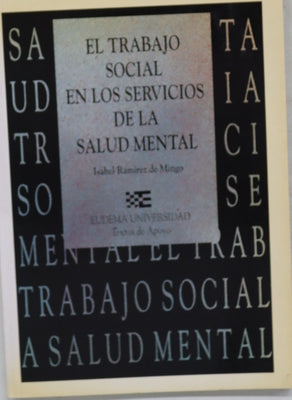 SA
UD
TR
SO
TA
IA
CI
SE
EL TRABAJO
SOCIAL
EN LOS SERVICIOS
DE LA
SALUD MENTAL
Isabel Ramírez de Mingo
EUDEMA UNIVERSIDAD
Textos de Apoyo
MENTAL EL TRAB
TRABAJO SOCIAL
A SALUD MENTAL